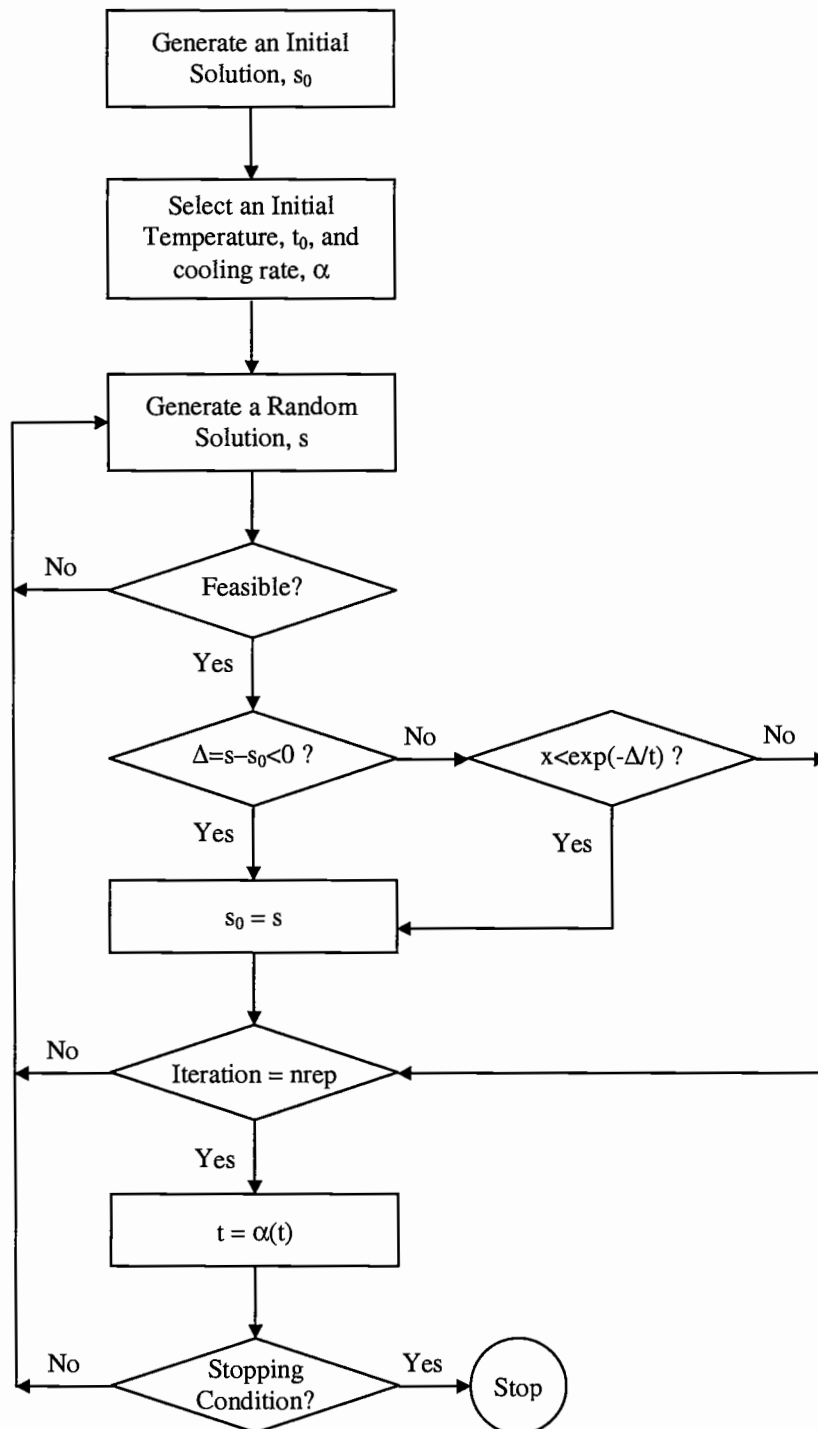 Generate an Initial
Solution, s₀
Select an Initial
Temperature, t₀, and
cooling rate, α
Generate a Random
Solution, s
No
Feasible?
Yes
Δ=s–s₀<0 ?
No
x<exp(-Δ/t) ?
No
Yes
Yes
s₀ = s
No
Iteration = nrep
Yes
t = α(t)
No
Stopping
Condition?
Yes
Stop